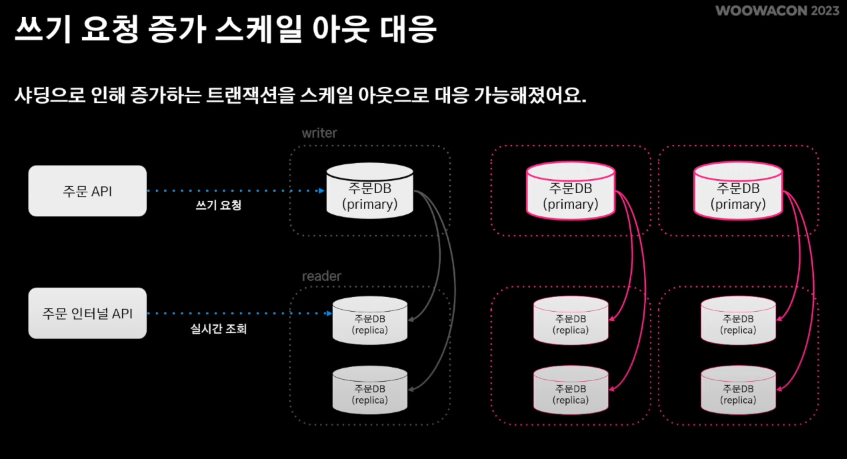 WOOWACON 2023
쓰기 요청 증가 스케일 아웃 대응
샤딩으로 인해 증가하는 트랜잭션을 스케일 아웃으로 대응 가능해졌어요.
writer
주문 API
쓰기 요청
주문DB
(primary)
주문DB
(primary)
주문DB
(primary)
reader
주문 인터널 API
실시간 조회
주문DB
(replica)
주문DB
(replica)
주문DB
(replica)
주문DB
(replica)
주문DB
(replica)
주문DB
(replica)